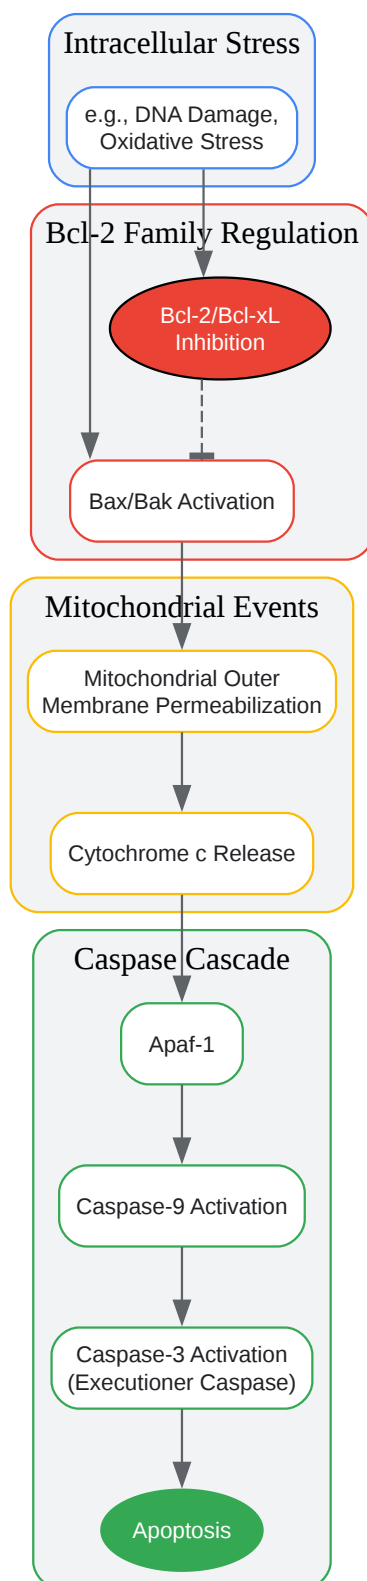 Intracellular Stress
e.g., DNA Damage,
Oxidative Stress
Bcl-2 Family Regulation
Bcl-2/Bcl-xL
Inhibition
Bax/Bak Activation
Mitochondrial Events
Mitochondrial Outer
Membrane Permeabilization
Cytochrome c Release
Caspase Cascade
Apaf-1
Caspase-9 Activation
Caspase-3 Activation
(Executioner Caspase)
Apoptosis